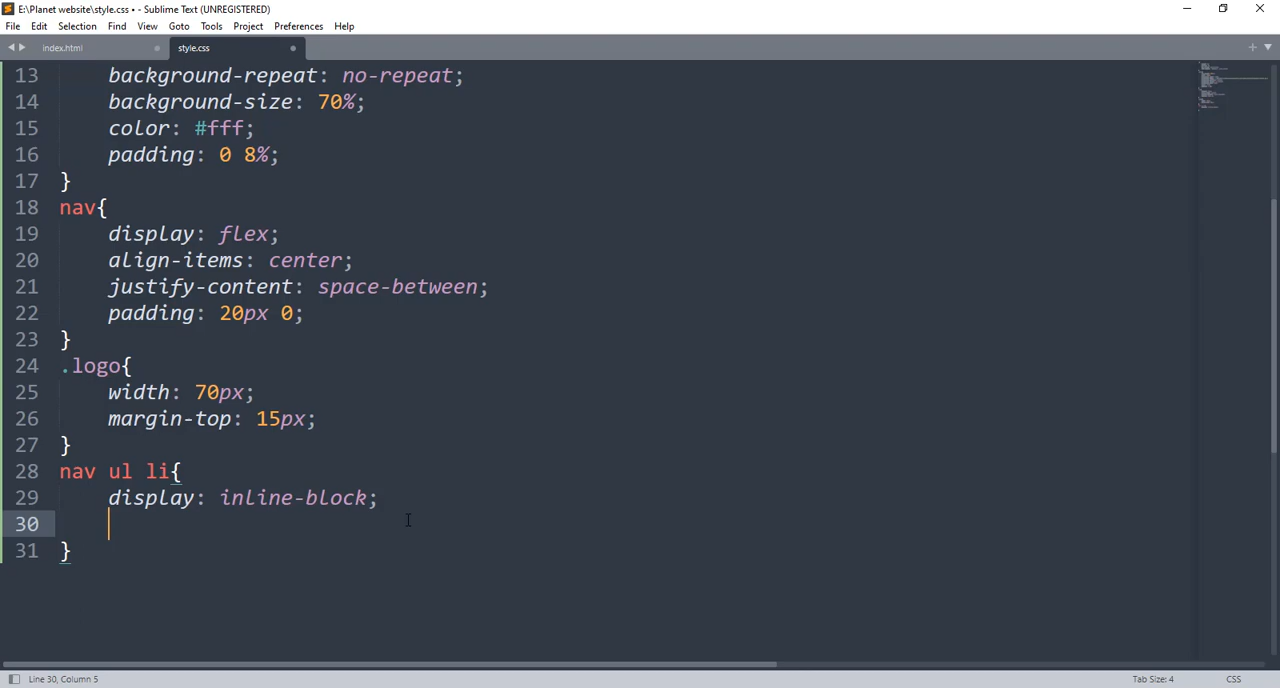 E:\Planet website\style.css • - Sublime Text (UNREGISTERED)
File Edit Selection Find View Goto Tools Project Preferences Help
index.html style.css
13 background-repeat: no-repeat;
14 background-size: 70%;
15 color: #fff;
16 padding: 0 8%;
17 }
18 nav{
19 display: flex;
20 align-items: center;
21 justify-content: space-between;
22 padding: 20px 0;
23 }
24 .logo{
25 width: 70px;
26 margin-top: 15px;
27 }
28 nav ul li{
29 display: inline-block;
30
31 }
Line 30, Column 5 Tab Size: 4 CSS